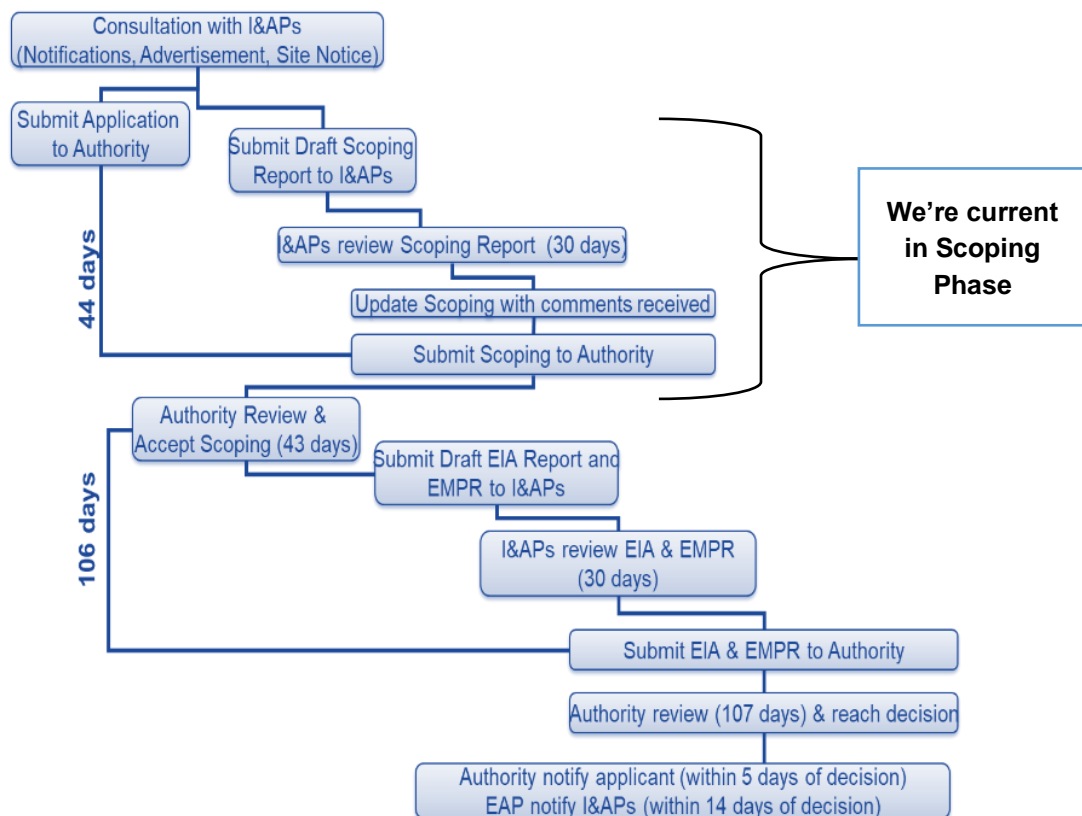 Consultation with I&APs
(Notifications, Advertisement, Site Notice)
Submit Application
to Authority
Submit Draft Scoping
Report to I&APs
I&APs review Scoping Report (30 days)
Update Scoping with comments received
Submit Scoping to Authority
44 days
We’re current
in Scoping
Phase
Authority Review &
Accept Scoping (43 days)
Submit Draft EIA Report and
EMPR to I&APs
I&APs review EIA & EMPR
(30 days)
106 days
Submit EIA & EMPR to Authority
Authority review (107 days) & reach decision
Authority notify applicant (within 5 days of decision)
EAP notify I&APs (within 14 days of decision)